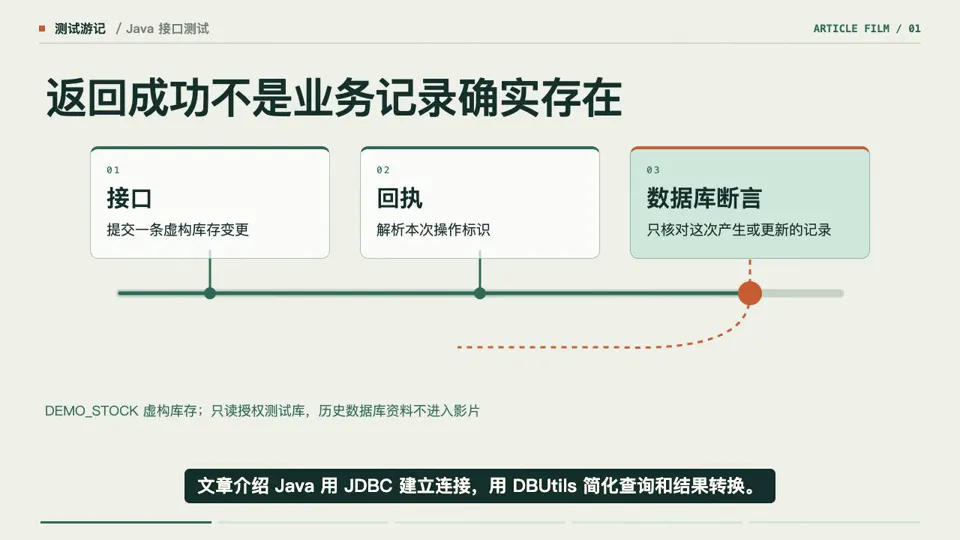 测试游记 / Java 接口测试
ARTICLE FILM / 01
返回成功不是业务记录确实存在
01
接口
提交一条虚构库存变更
02
回执
解析本次操作标识
03
数据库断言
只核对这次产生或更新的记录
DEMO_STOCK 虚构库存；只读授权测试库，历史数据库资料不进入影片
文章介绍 Java 用 JDBC 建立连接，用 DBUtils 简化查询和结果转换。